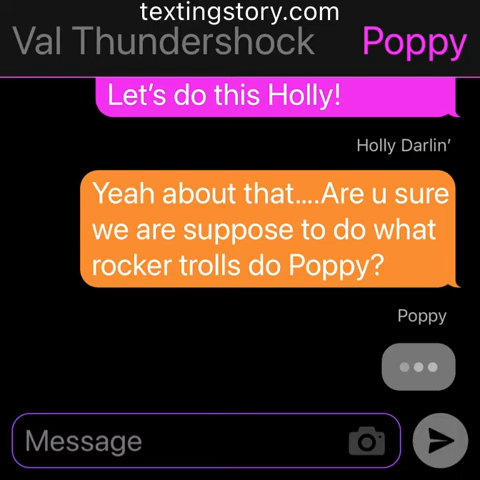 textingstory.com
Val Thundershock Poppy
Let's do this Holly!
Holly Darlin'
Yeah about that....Are u sure
we are suppose to do what
rocker trolls do Poppy?
Poppy
Message